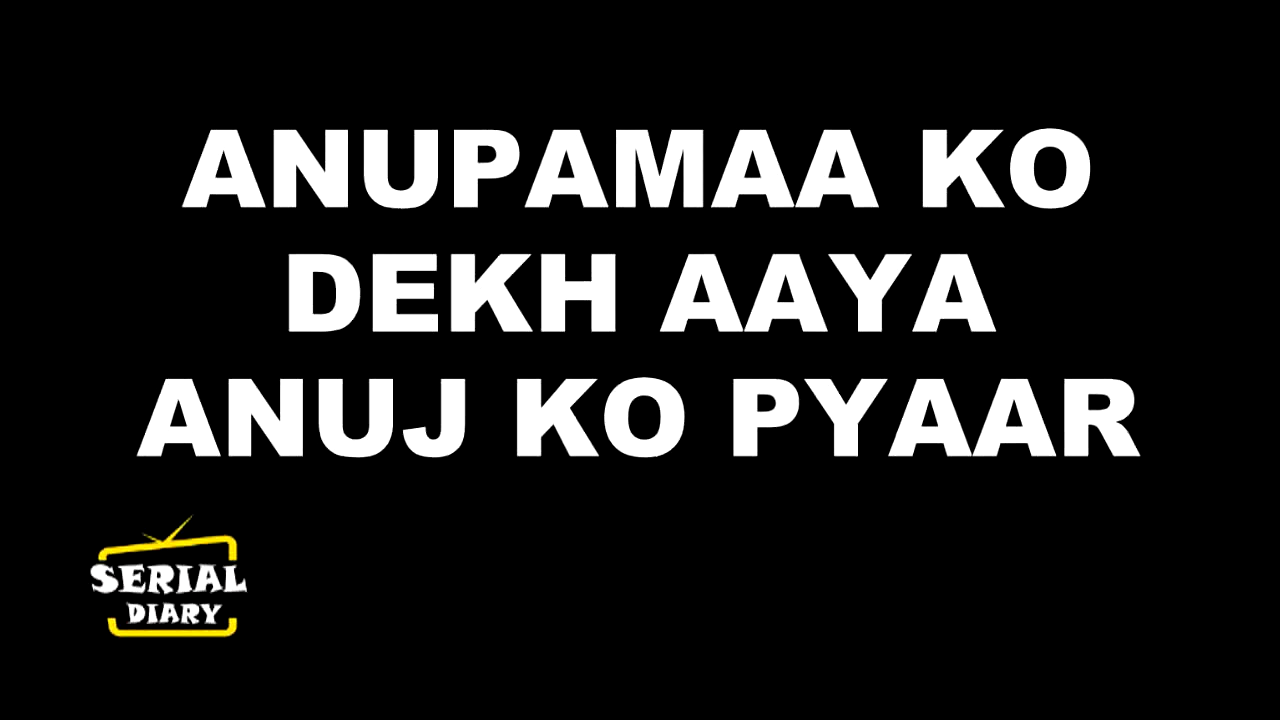 ANUPAMAA KO
DEKH AAYA
ANUJ KO PYAAR
SERIAL
DIARY